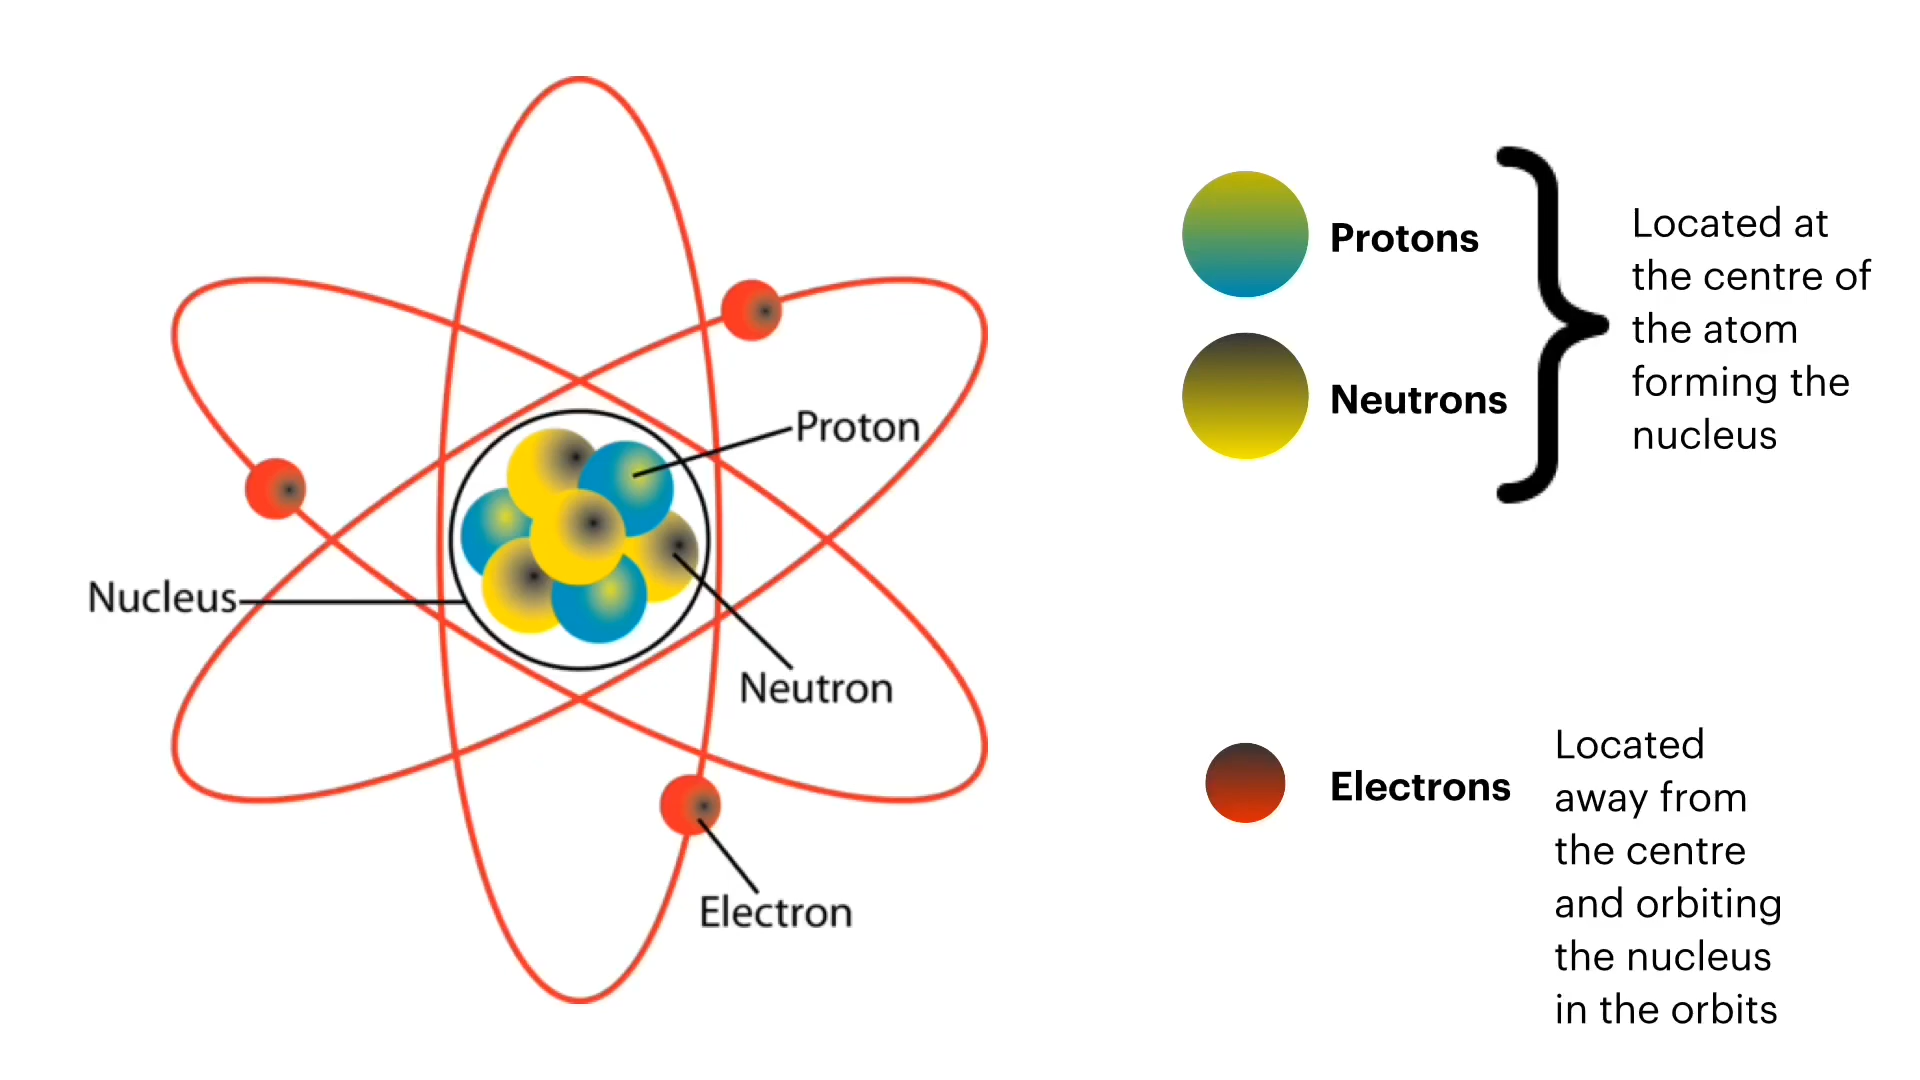 Proton
Nucleus
Neutron
Electron
Protons
Neutrons
Located at
the centre of
the atom
forming the
nucleus
Electrons
Located
away from
the centre
and orbiting
the nucleus
in the orbits